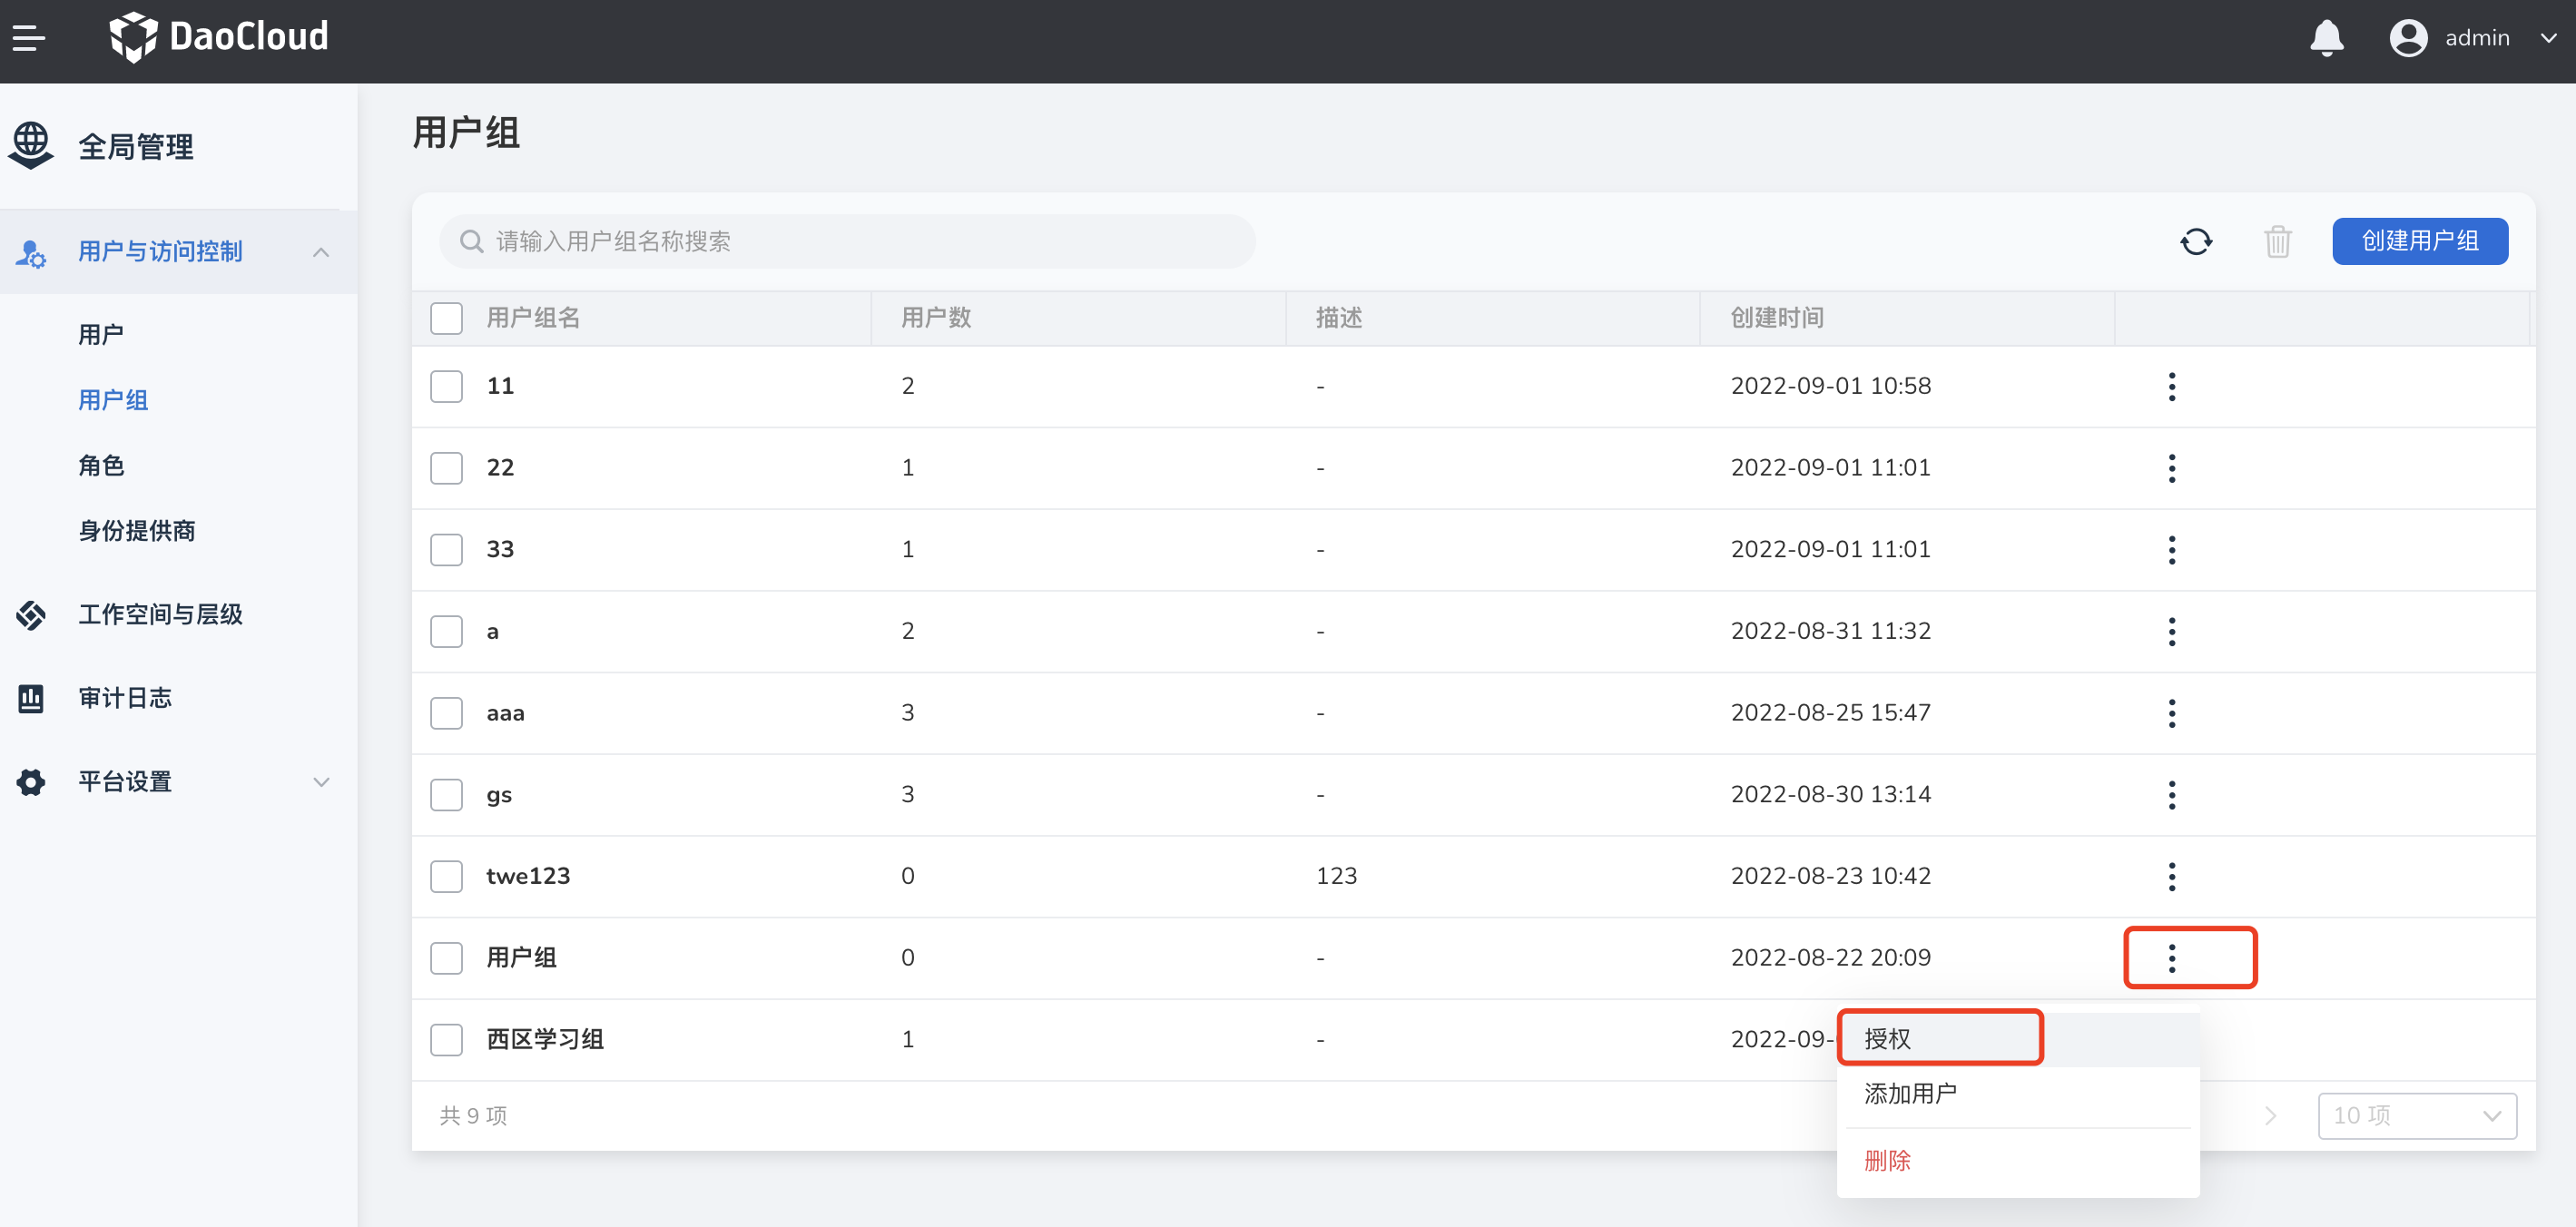 DaoCloud
admin
全局管理
用户与访问控制
用户
用户组
角色
身份提供商
工作空间与层级
审计日志
平台设置
用户组
请输入用户组名称搜索
创建用户组
用户组名 用户数 描述 创建时间
11 2 - 2022-09-01 10:58
22 1 - 2022-09-01 11:01
33 1 - 2022-09-01 11:01
a 2 - 2022-08-31 11:32
aaa 3 - 2022-08-25 15:47
gs 3 - 2022-08-30 13:14
twe123 0 123 2022-08-23 10:42
用户组 0 - 2022-08-22 20:09
西区学习组 1 - 2022-09-
授权
添加用户
删除
共 9 项
10 项